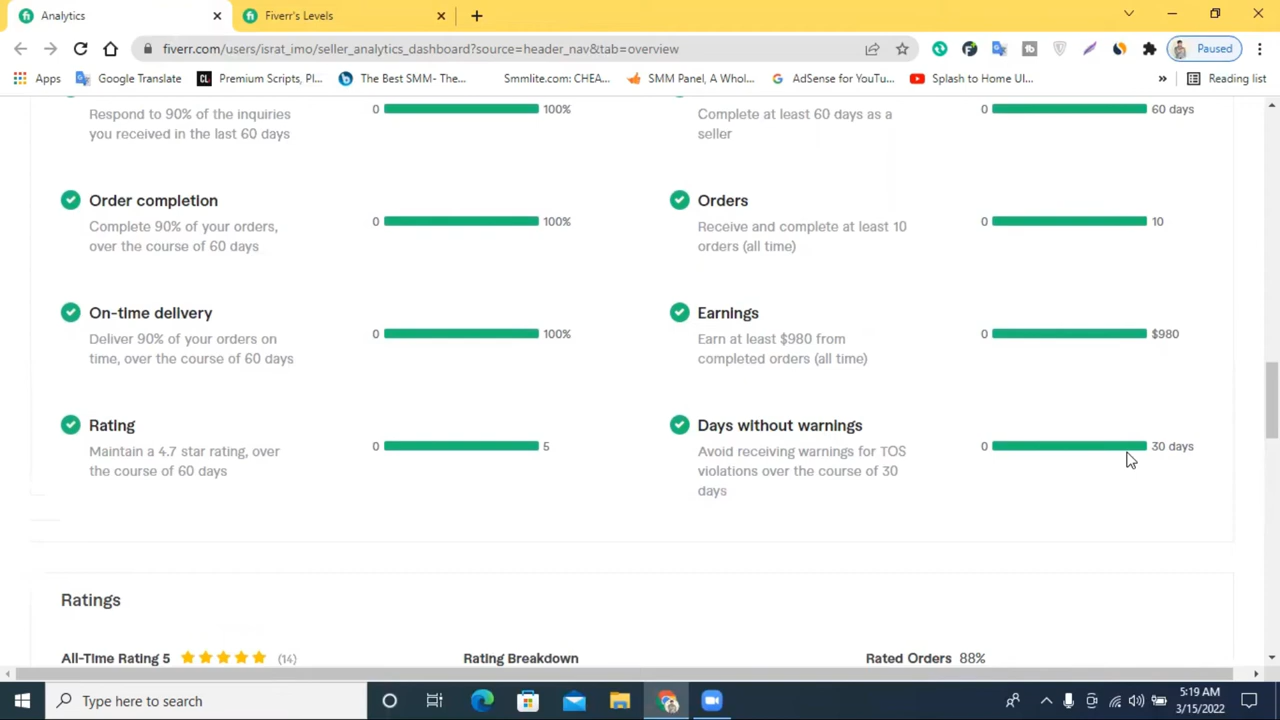 Analytics
Fiverr's Levels
fiverr.com/users/israt_imo/seller_analytics_dashboard?source=header_nav&tab=overview
Paused
Apps
Google Translate
CL
Premium Scripts, Pl...
The Best SMM- The...
Smmlite.com: CHEA...
SMM Panel, A Whol...
AdSense for YouTu...
Splash to Home UI...
»
Reading list
Respond to 90% of the inquiries
you received in the last 60 days
0
100%
Complete at least 60 days as a
seller
0
60 days
Order completion
Complete 90% of your orders,
over the course of 60 days
0
100%
Orders
Receive and complete at least 10
orders (all time)
0
10
On-time delivery
Deliver 90% of your orders on
time, over the course of 60 days
0
100%
Earnings
Earn at least $980 from
completed orders (all time)
0
$980
Rating
Maintain a 4.7 star rating, over
the course of 60 days
0
5
Days without warnings
Avoid receiving warnings for TOS
violations over the course of 30
days
0
30 days
Ratings
All-Time Rating 5
(14)
Rating Breakdown
Rated Orders 88%
Type here to search
5:19 AM
3/15/2022